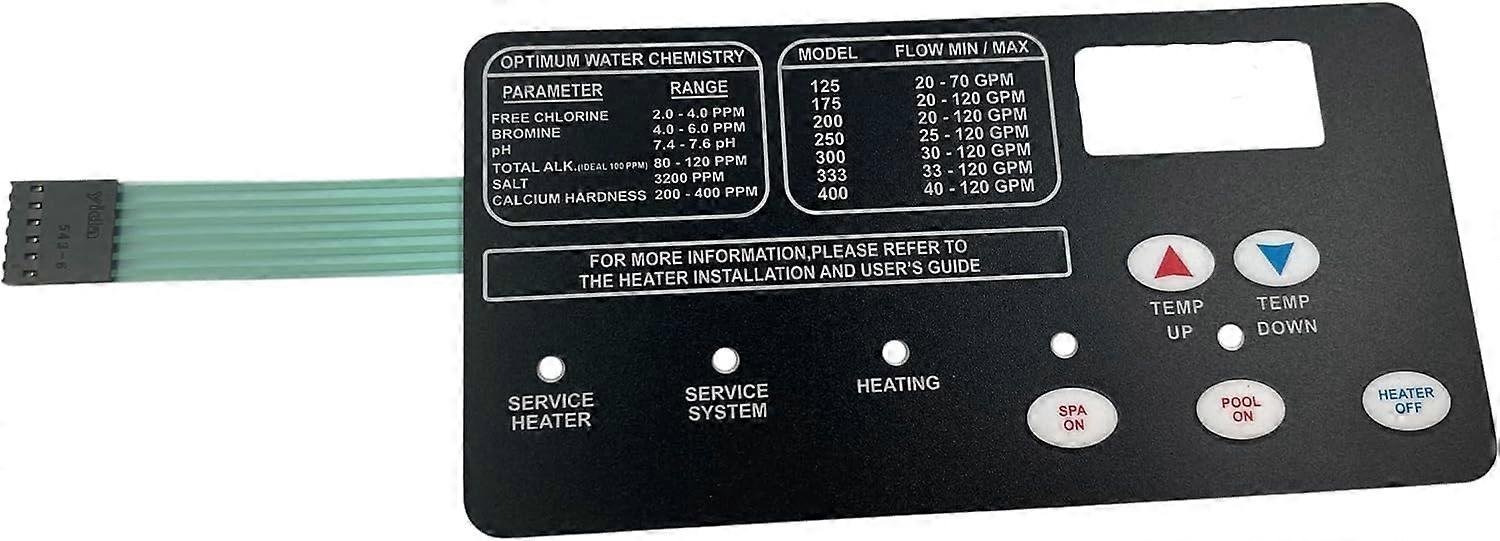 OPTIMUM WATER CHEMISTRY
PARAMETER RANGE
FREE CHLORINE 2.0 - 4.0 PPM
BROMINE 4.0 - 6.0 PPM
pH 7.4 - 7.6 pH
TOTAL ALK.(IDEAL 100 PPM) 80 - 120 PPM
SALT 3200 PPM
CALCIUM HARDNESS 200 - 400 PPM
MODEL FLOW MIN / MAX
125 20 - 70 GPM
175 20 - 120 GPM
200 20 - 120 GPM
250 25 - 120 GPM
300 30 - 120 GPM
333 33 - 120 GPM
400 40 - 120 GPM
FOR MORE INFORMATION,PLEASE REFER TO
THE HEATER INSTALLATION AND USER'S GUIDE
TEMP
UP
TEMP
DOWN
SERVICE
HEATER
SERVICE
SYSTEM
HEATING
SPA
ON
POOL
ON
HEATER
OFF